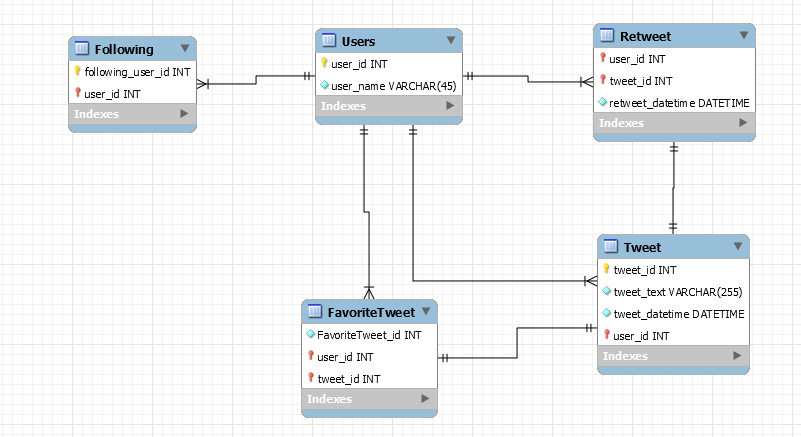 Following
following_user_id INT
user_id INT
Indexes
Users
user_id INT
user_name VARCHAR(45)
Indexes
Retweet
user_id INT
tweet_id INT
retweet_datetime DATETIME
Indexes
Tweet
tweet_id INT
tweet_text VARCHAR(255)
tweet_datetime DATETIME
user_id INT
Indexes
FavoriteTweet
FavoriteTweet_id INT
user_id INT
tweet_id INT
Indexes